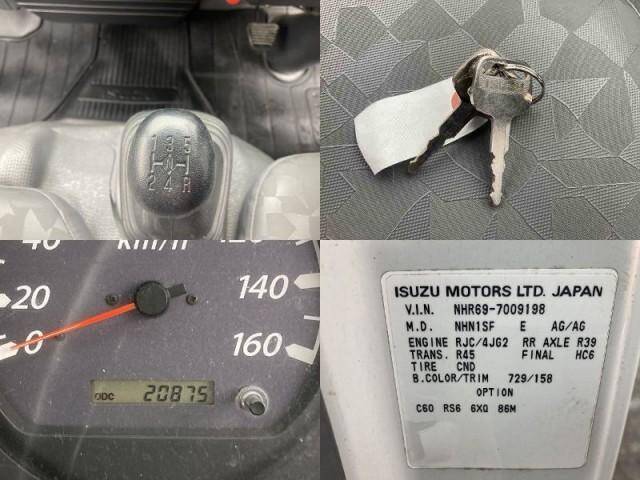 1 3 5
N
2 4 R
40
km/h
120
20
140
0
160
ODO 20875
ISUZU MOTORS LTD. JAPAN
V.I.N. NHR69-7009198
M.D. NHN1SF E AG/AG
ENGINE RJC/4JG2 RR AXLE R39
TRANS. R45 FINAL HC6
TIRE CND
B.COLOR/TRIM 729/158
OPTION
C60 RS6 6XQ 86M